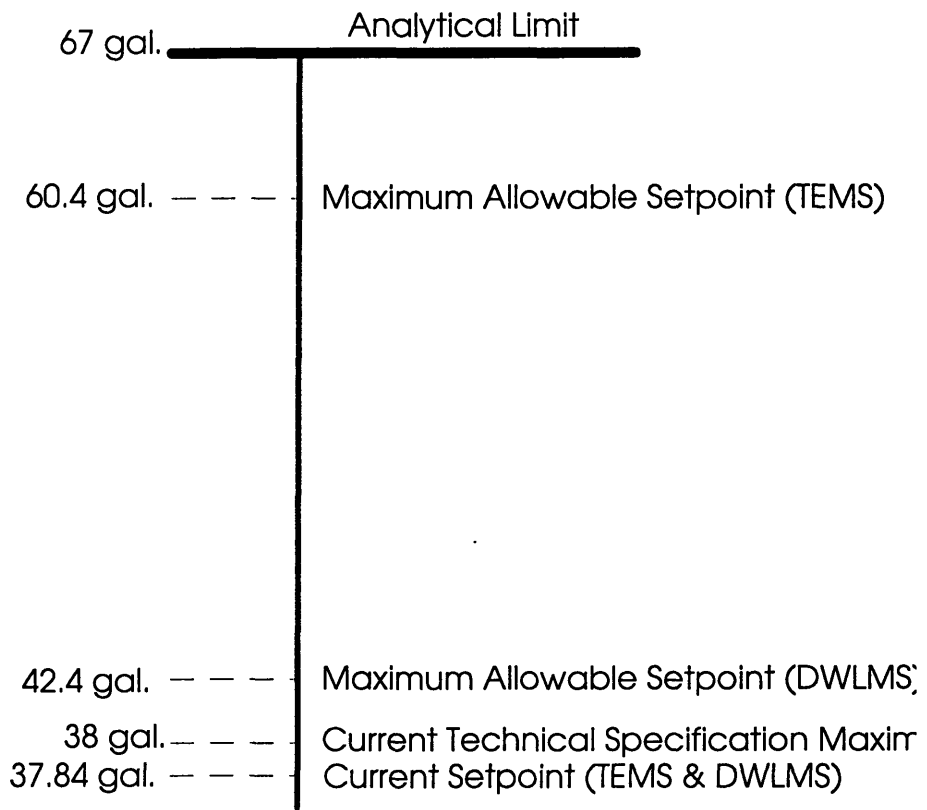 Analytical Limit
67 gal.
60.4 gal. Maximum Allowable Setpoint (TEMS)
42.4 gal. Maximum Allowable Setpoint (DWLMS)
38 gal. Current Technical Specification
37.84 gal. Current Setpoint (TEMS & DWLMS)